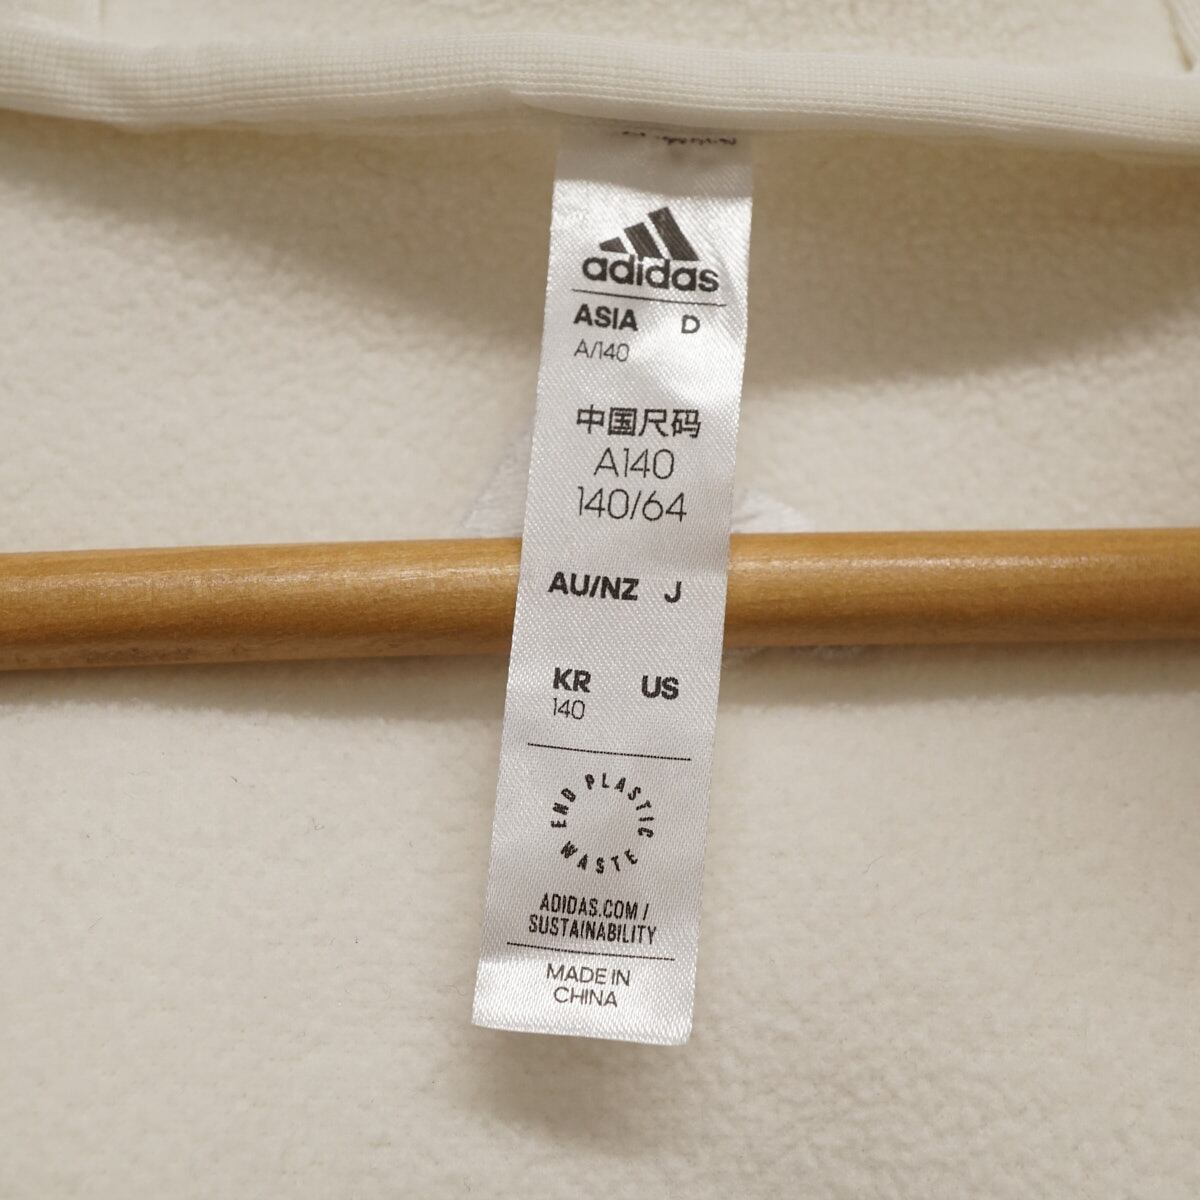 adidas
ASIA D
A/140
中国尺码
A140
140/64
AU/NZ J
KR US
140
END PLASTIC WASTE
ADIDAS.COM /
SUSTAINABILITY
MADE IN
CHINA